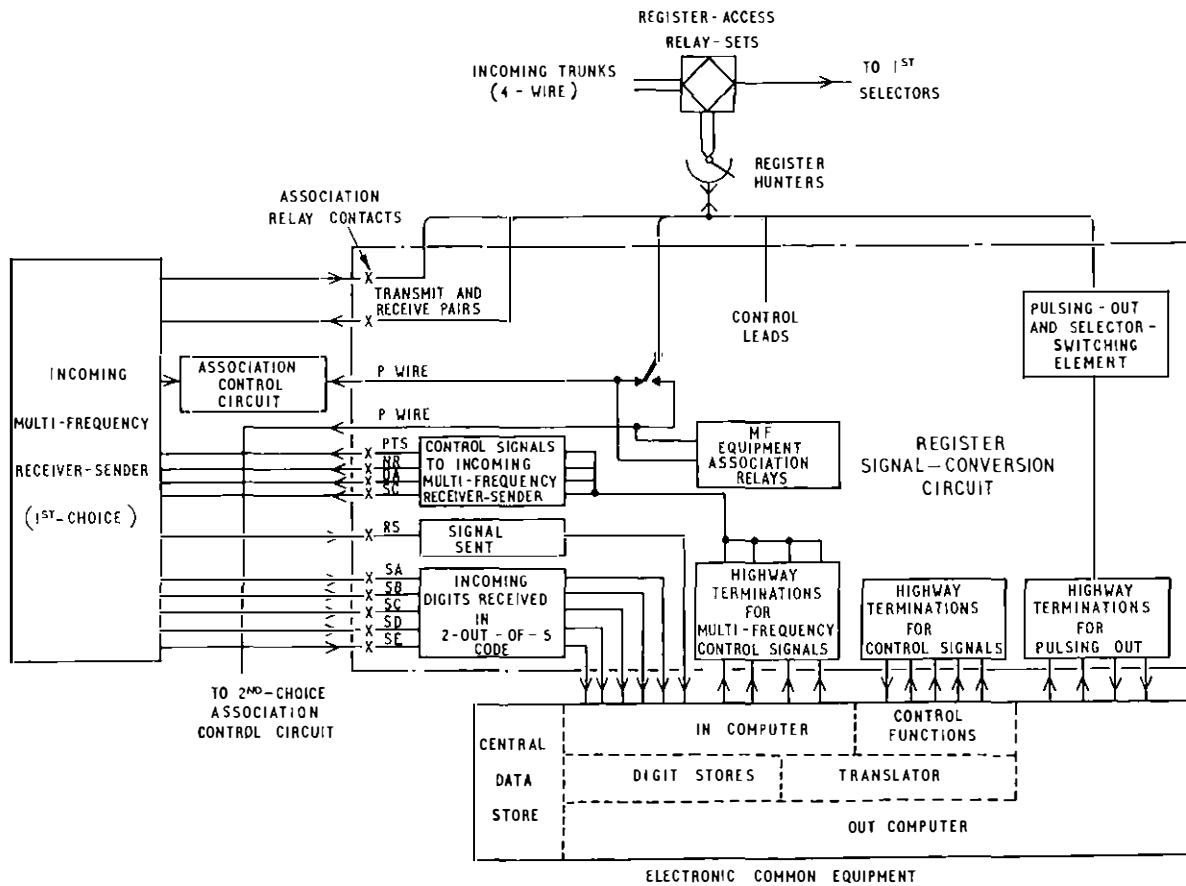 REGISTER-ACCESS
RELAY-SETS
INCOMING TRUNKS
(4-WIRE)
TO 1ST
SELECTORS
REGISTER
HUNTERS
ASSOCIATION
RELAY CONTACTS
X
TRANSMIT AND
RECEIVE PAIRS
X
CONTROL
LEADS
PULSING-OUT
AND SELECTOR-
SWITCHING
ELEMENT
INCOMING
MULTI-FREQUENCY
RECEIVER-SENDER
(1ST-CHOICE)
ASSOCIATION
CONTROL
CIRCUIT
P WIRE
P WIRE
MF
EQUIPMENT
ASSOCIATION
RELAYS
REGISTER
SIGNAL-CONVERSION
CIRCUIT
X PTS
X NR
X DA
X SG
CONTROL SIGNALS
TO INCOMING
MULTI-FREQUENCY
RECEIVER-SENDER
X RS
SIGNAL
SENT
X SA
X SB
X SC
X SD
X SE
INCOMING
DIGITS RECEIVED
IN
2-OUT-OF-5
CODE
HIGHWAY
TERMINATIONS
FOR
MULTI-FREQUENCY
CONTROL SIGNALS
HIGHWAY
TERMINATIONS
FOR
CONTROL SIGNALS
HIGHWAY
TERMINATIONS
FOR
PULSING OUT
TO 2ND-CHOICE
ASSOCIATION
CONTROL CIRCUIT
CENTRAL
DATA
STORE
IN COMPUTER
CONTROL
FUNCTIONS
DIGIT STORES
TRANSLATOR
OUT COMPUTER
ELECTRONIC COMMON EQUIPMENT